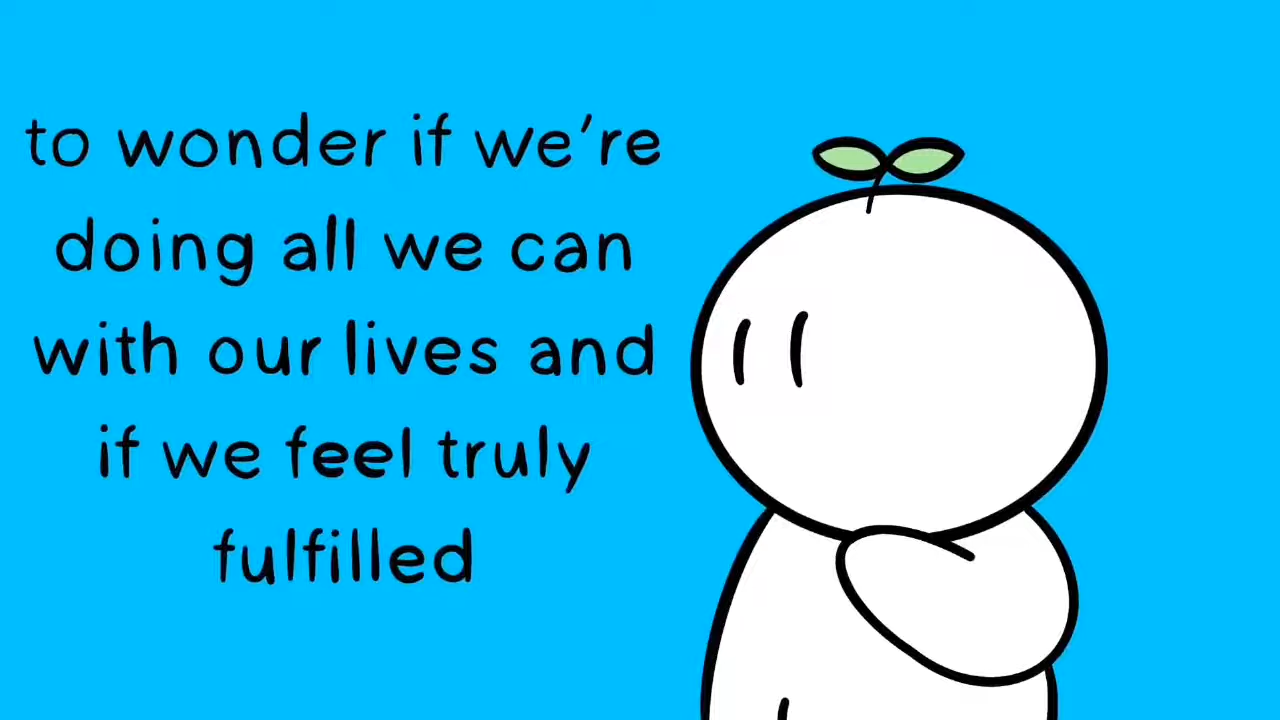 to wonder if we're
doing all we can
with our lives and
if we feel truly
fulfilled